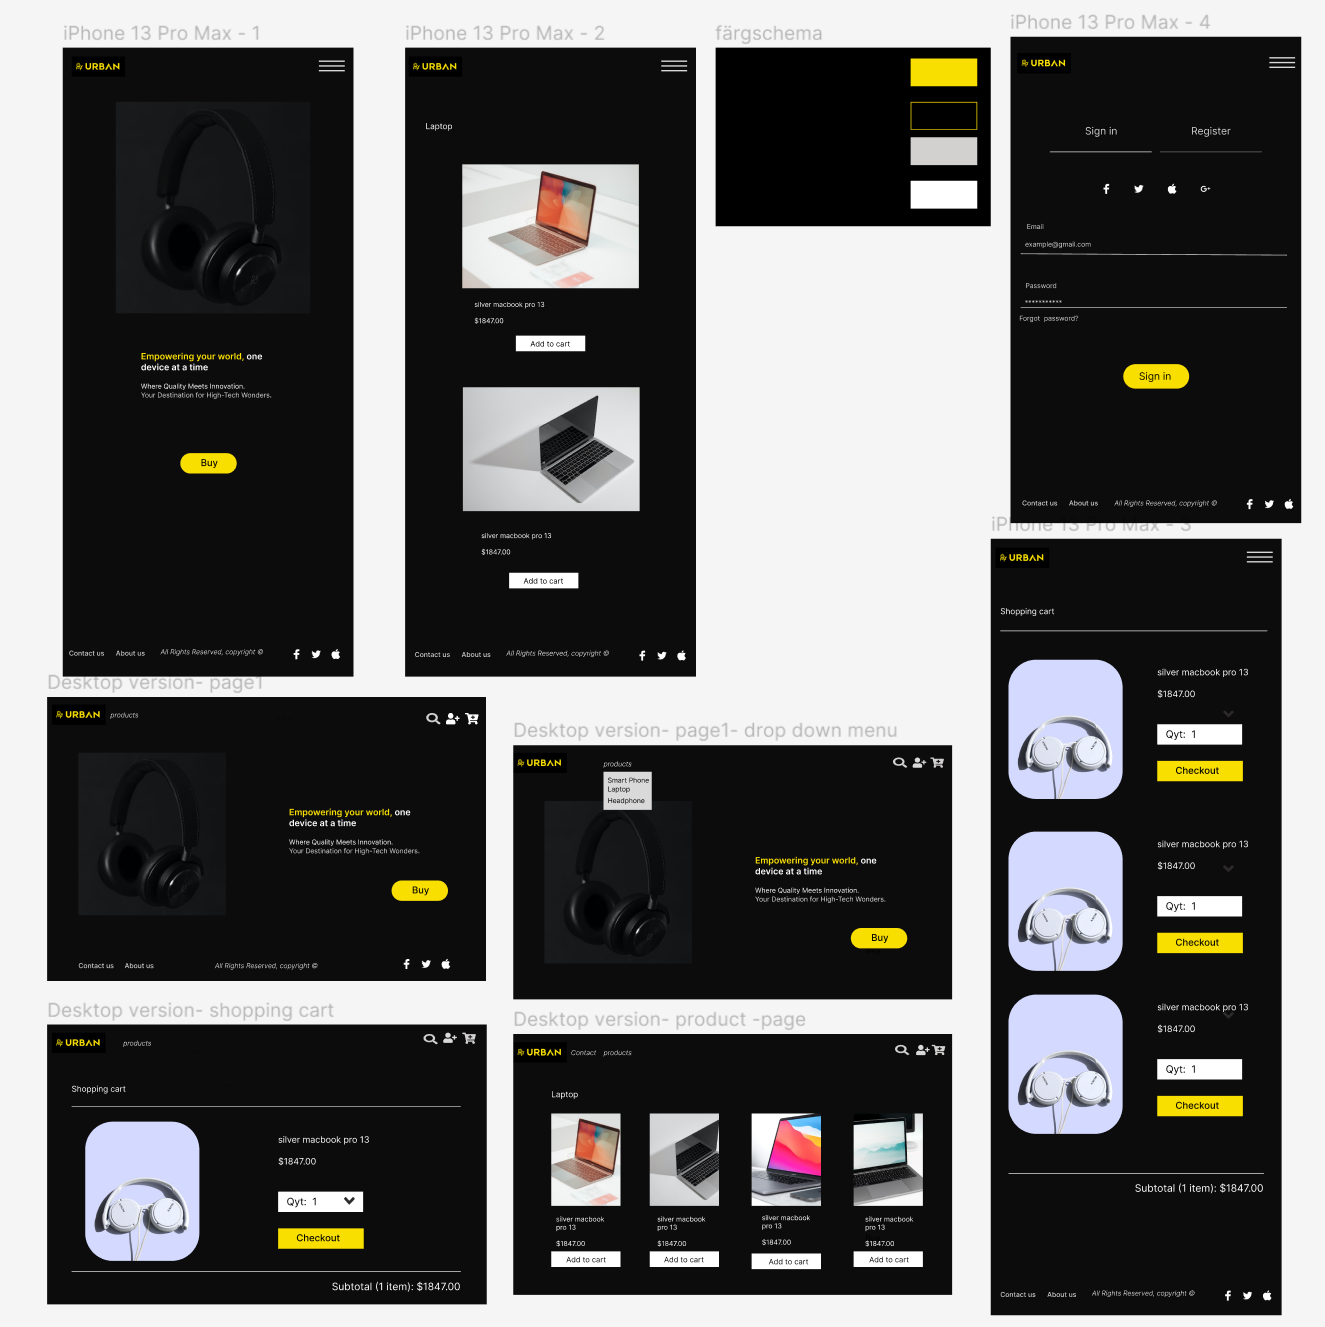 iPhone 13 Pro Max - 1
URBAN
Empowering your world, one
device at a time
Where Quality Meets Innovation.
Your Destination for High-Tech Wonders.
Buy
Contact us About us All Rights Reserved, copyright ©
iPhone 13 Pro Max - 2
URBAN
Laptop
silver macbook pro 13
$1847.00
Add to cart
silver macbook pro 13
$1847.00
Add to cart
Contact us About us All Rights Reserved, copyright ©
färgschema
iPhone 13 Pro Max - 4
URBAN
Sign in Register
G+
Email
example@gmail.com
Password
***********
Forgot password?
Sign in
Contact us About us All Rights Reserved, copyright ©
iPhone 13 Pro Max - 3
URBAN
Shopping cart
silver macbook pro 13
$1847.00
Qyt: 1
Checkout
silver macbook pro 13
$1847.00
Qyt: 1
Checkout
silver macbook pro 13
$1847.00
Qyt: 1
Checkout
Subtotal (1 item): $1847.00
Contact us About us All Rights Reserved, copyright ©
Desktop version- page1
URBAN products
Empowering your world, one
device at a time
Where Quality Meets Innovation.
Your Destination for High-Tech Wonders.
Buy
Contact us About us All Rights Reserved, copyright ©
Desktop version- page1- drop down menu
URBAN products
Smart Phone
Laptop
Headphone
Empowering your world, one
device at a time
Where Quality Meets Innovation.
Your Destination for High-Tech Wonders.
Buy
Desktop version- shopping cart
URBAN products
Shopping cart
silver macbook pro 13
$1847.00
Qyt: 1
Checkout
Subtotal (1 item): $1847.00
Desktop version- product -page
URBAN Contact products
Laptop
silver macbook
pro 13
$1847.00
Add to cart
silver macbook
pro 13
$1847.00
Add to cart
silver macbook
pro 13
$1847.00
Add to cart
silver macbook
pro 13
$1847.00
Add to cart